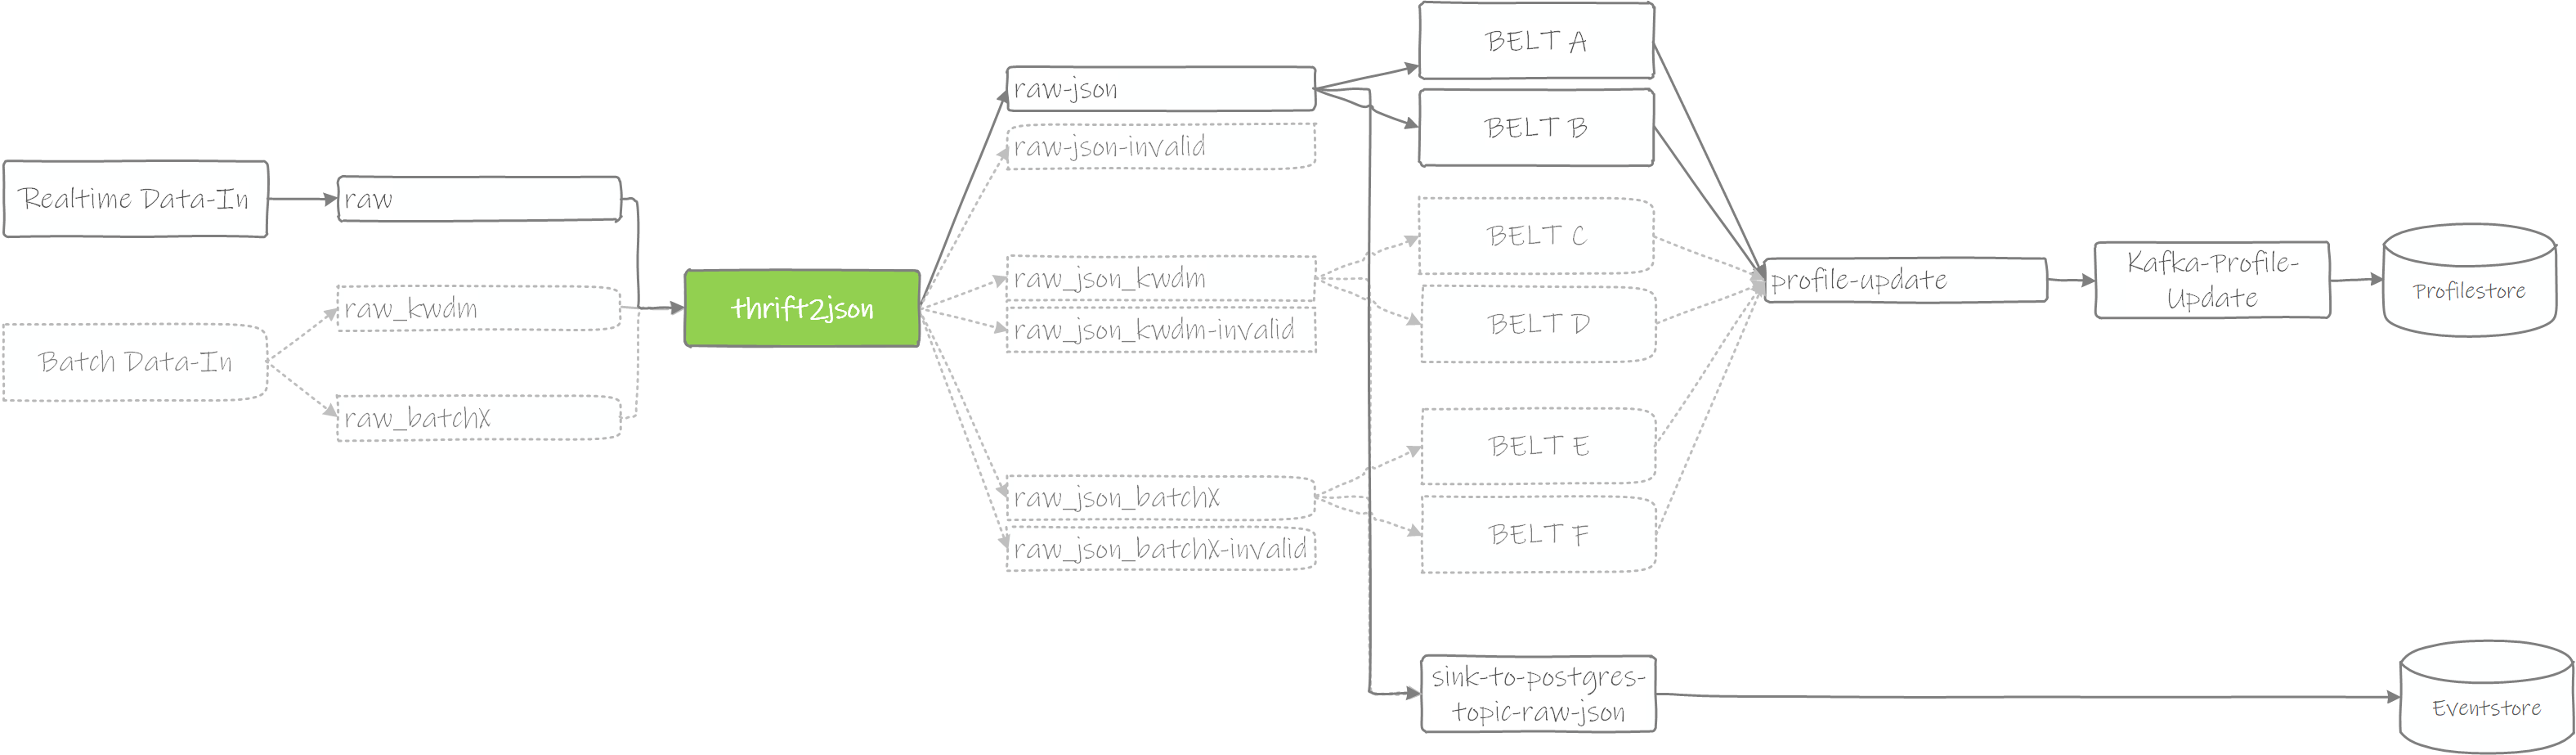 Realtime Data-In
Batch Data-In
raw
raw_kwdm
raw_batchX
thrift2json
raw-json
raw-json-invalid
raw_json_kwdm
raw_json_kwdm-invalid
raw_json_batchX
raw_json_batchX-invalid
BELT A
BELT B
BELT C
BELT D
BELT E
BELT F
sink-to-postgres-
topic-raw-json
profile-update
Kafka-Profile-
Update
Profilestore
Eventstore